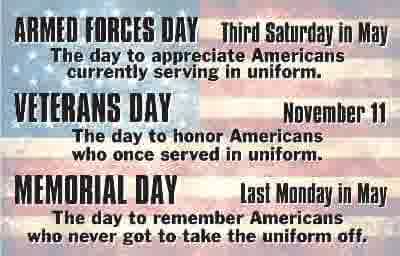 ARMED FORCES DAY Third Saturday in May
The day to appreciate Americans
currently serving in uniform.
VETERANS DAY November 11
The day to honor Americans
who once served in uniform.
MEMORIAL DAY Last Monday in May
The day to remember Americans
who never got to take the uniform off.